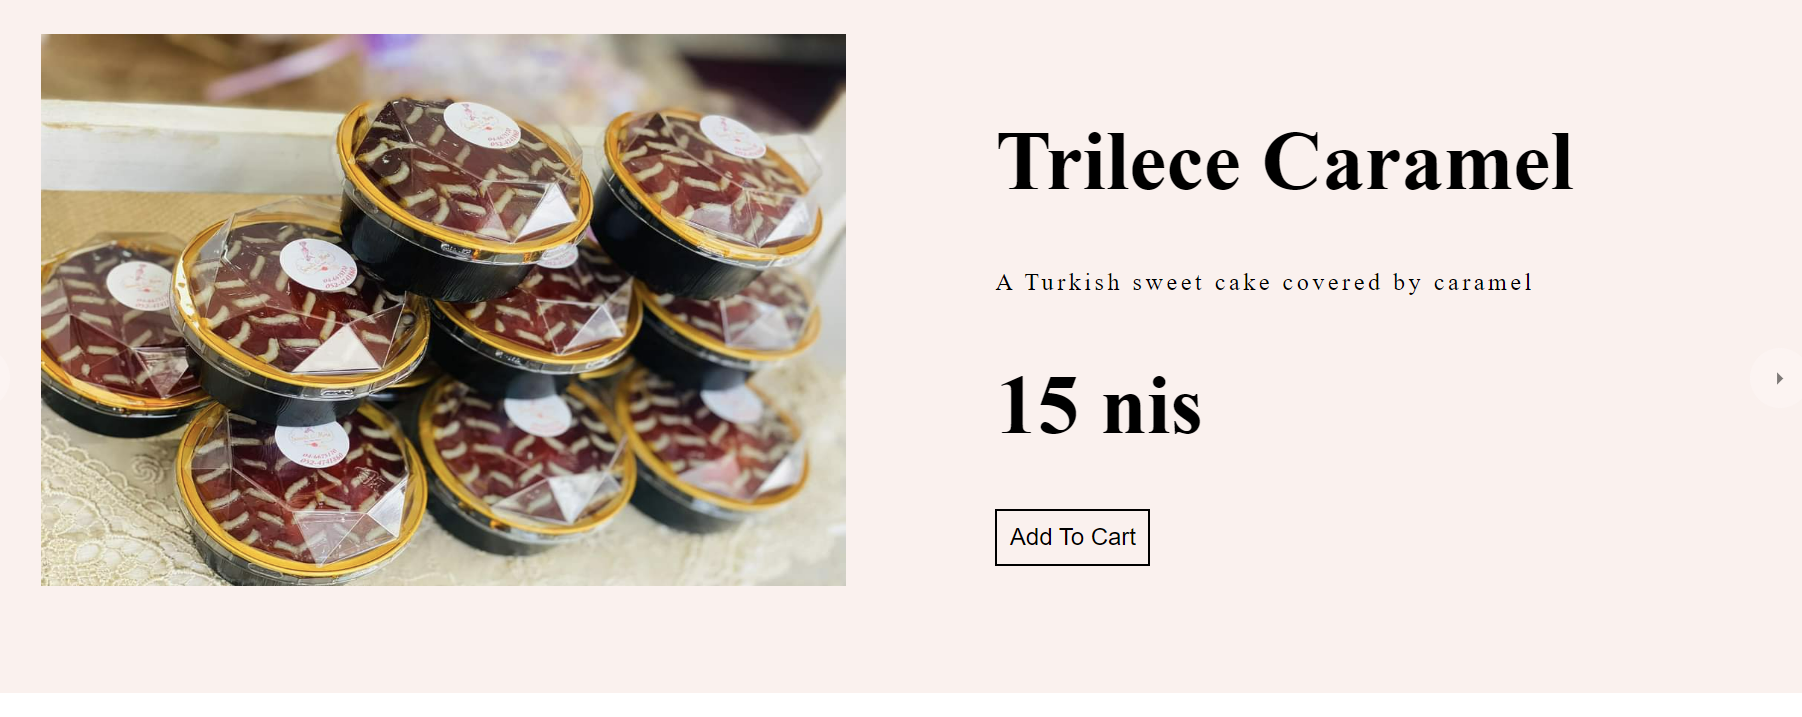 Trilece Caramel
A Turkish sweet cake covered by caramel
15 nis
Add To Cart